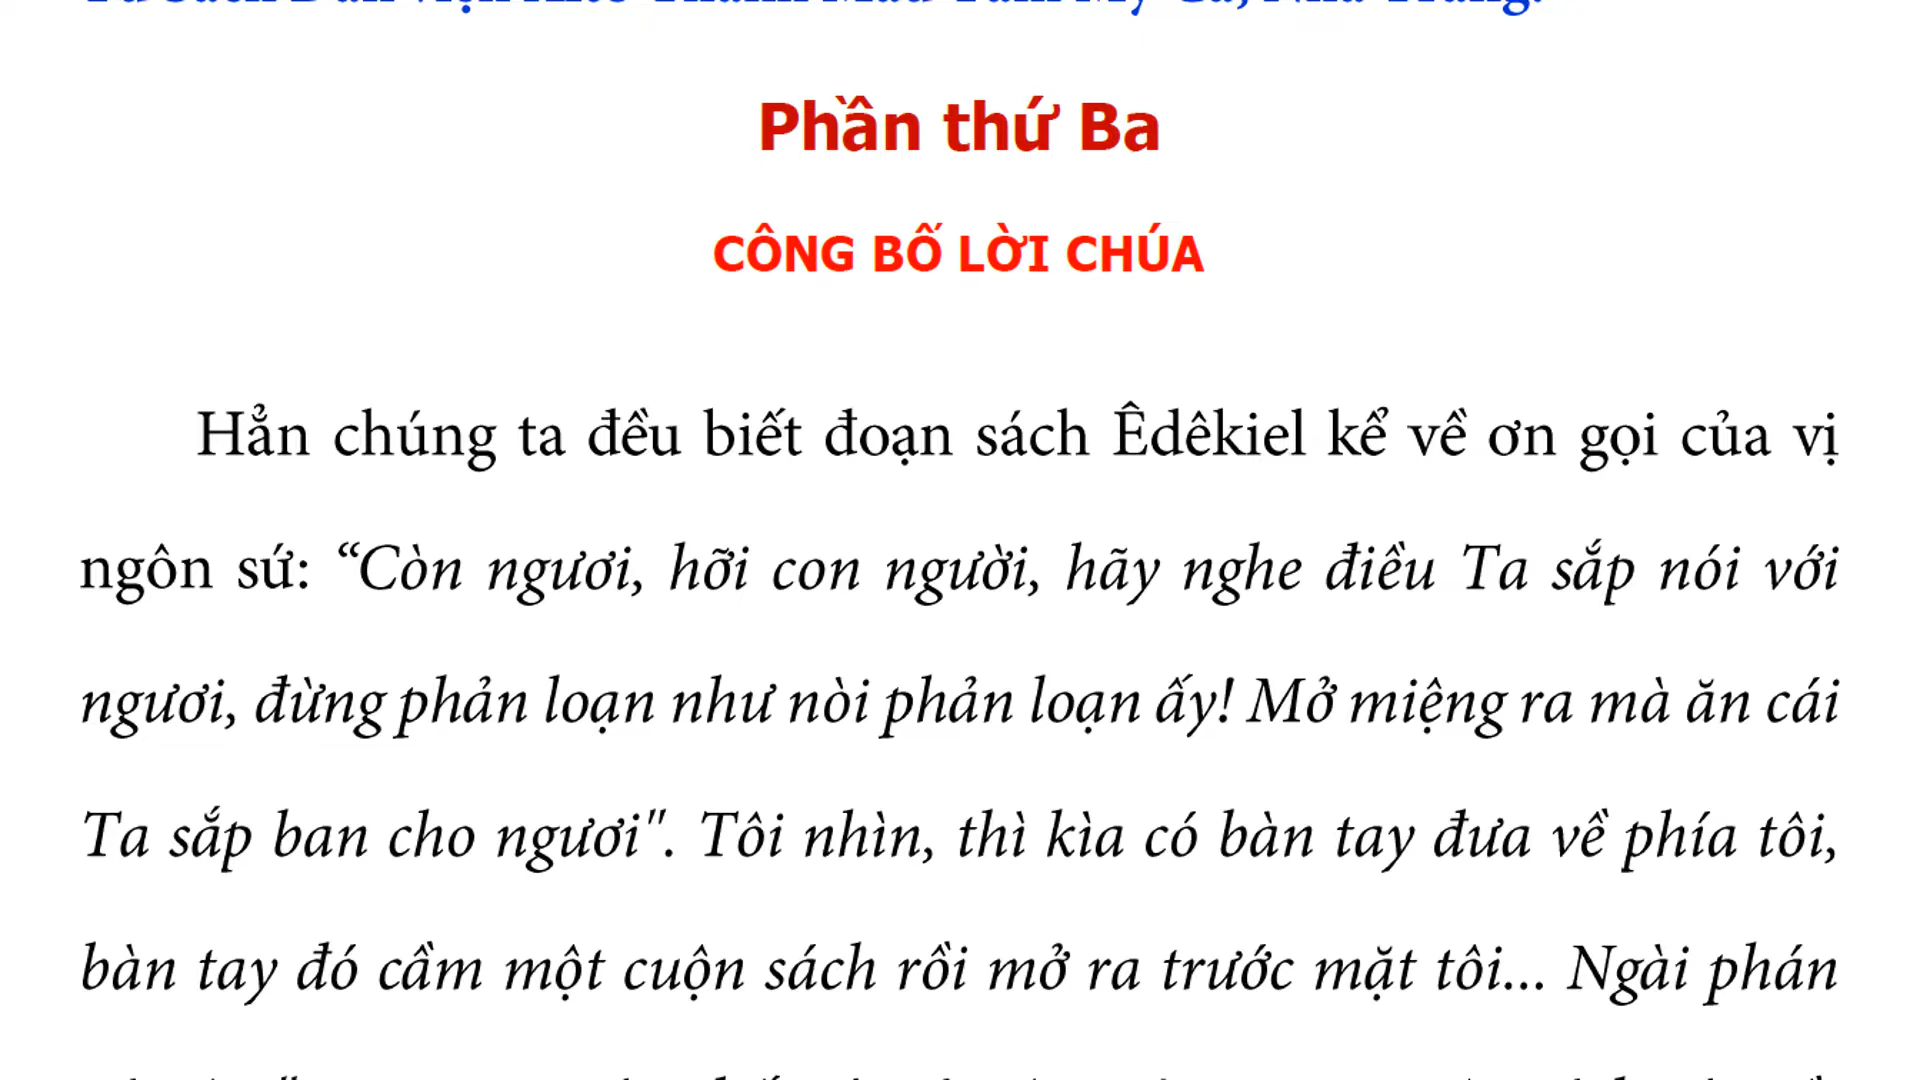 Phần thứ Ba
CÔNG BỐ LỜI CHÚA
Hẳn chúng ta đều biết đoạn sách Êdêkiel kể về ơn gọi của vị
ngôn sứ: “Còn ngươi, hỡi con người, hãy nghe điều Ta sắp nói với
ngươi, đừng phản loạn như nòi phản loạn ấy! Mở miệng ra mà ăn cái
Ta sắp ban cho ngươi". Tôi nhìn, thì kìa có bàn tay đưa về phía tôi,
bàn tay đó cầm một cuộn sách rồi mở ra trước mặt tôi... Ngài phán